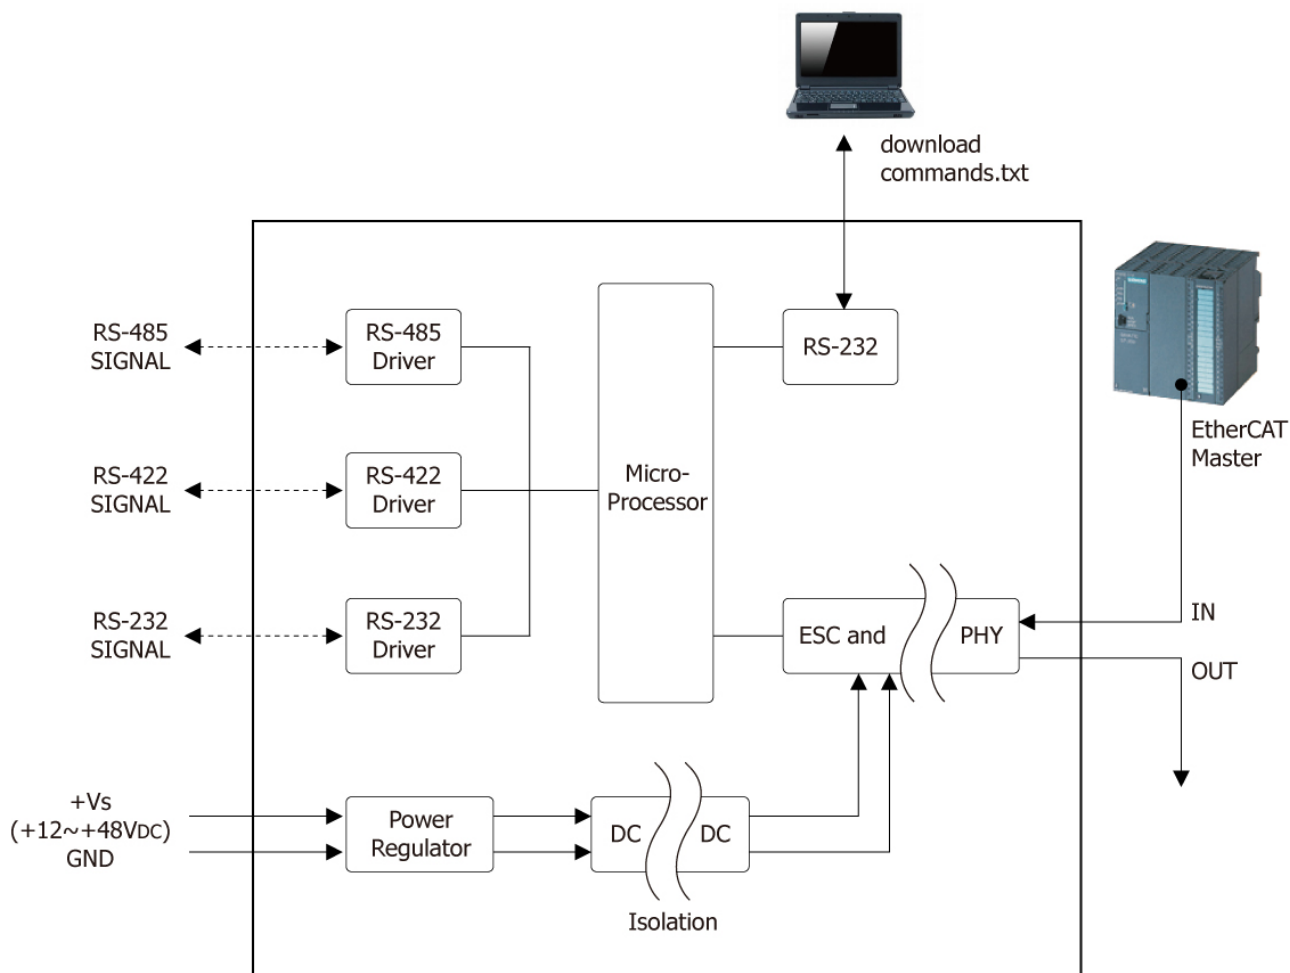 download
commands.txt
RS-485
SIGNAL
RS-485
Driver
RS-232
EtherCAT
Master
RS-422
SIGNAL
RS-422
Driver
Micro-
Processor
RS-232
SIGNAL
RS-232
Driver
ESC and
PHY
IN
OUT
+Vs
(+12~+48VDC)
GND
Power
Regulator
DC
DC
Isolation